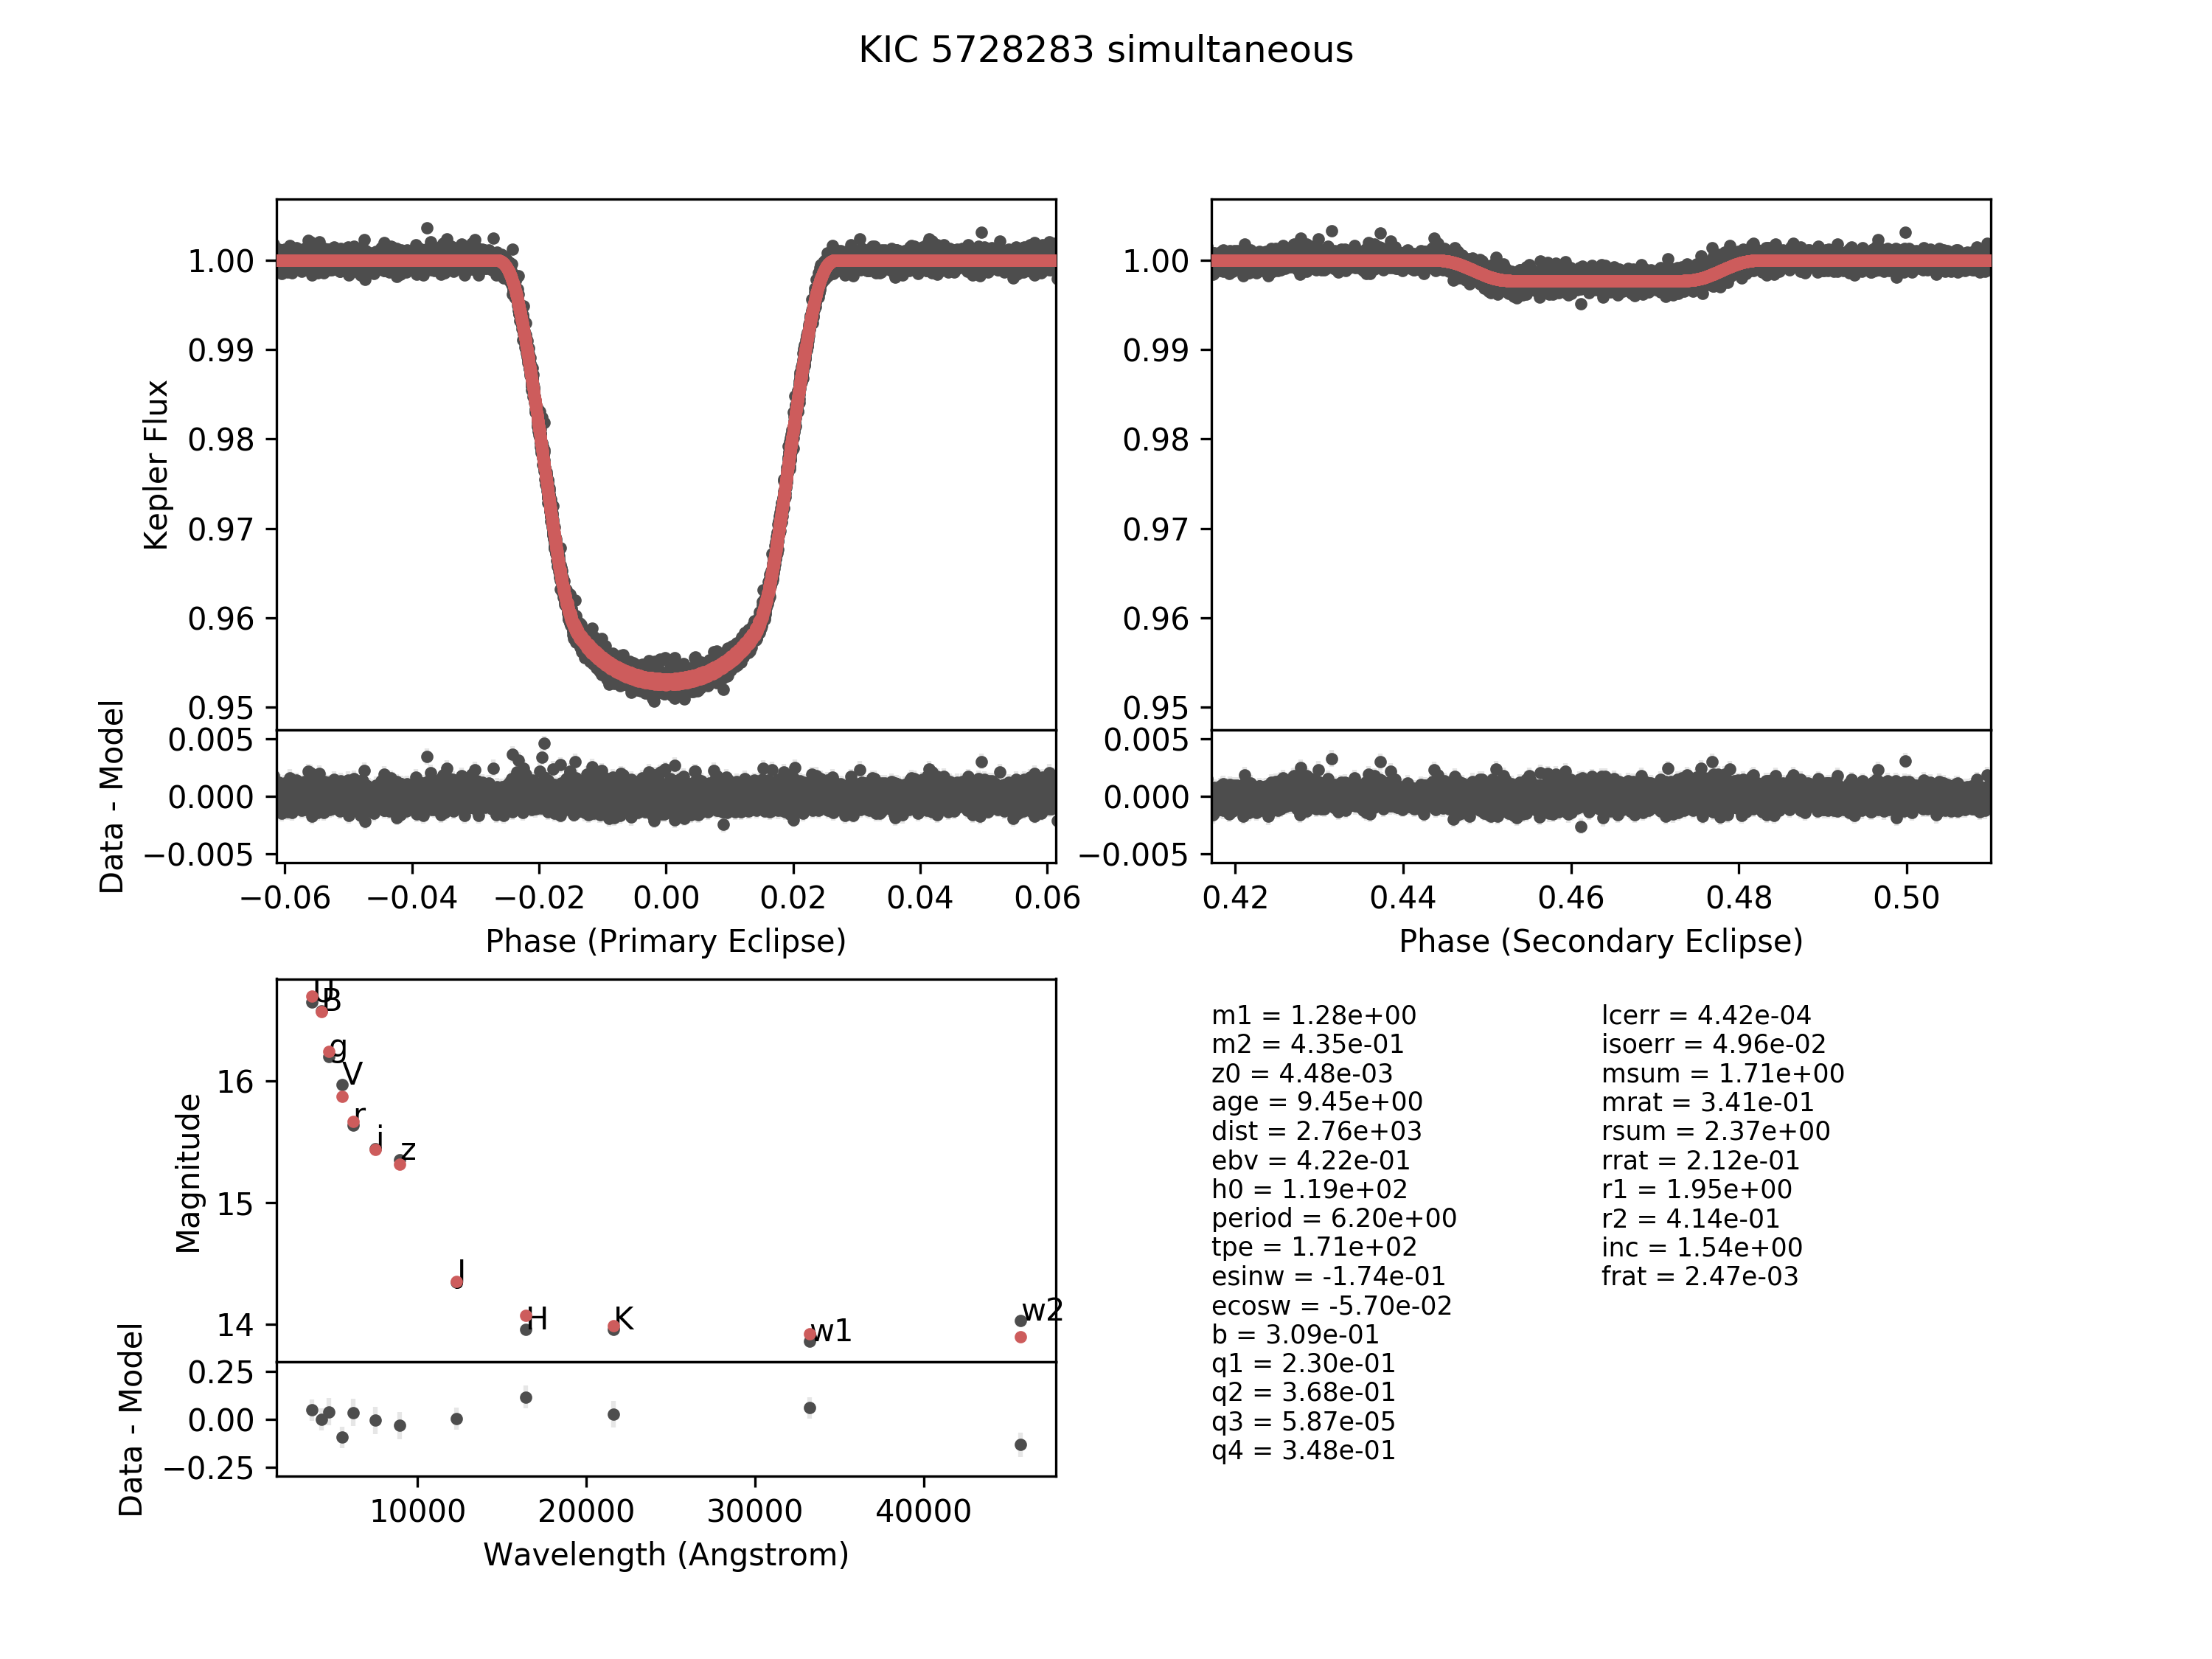 KIC 5728283 simultaneous
Kepler Flux
1.00
0.99
0.98
0.97
0.96
0.95
1.00
0.99
0.98
0.97
0.96
0.95
Data - Model
0.005
0.000
−0.005
0.005
0.000
−0.005
−0.06 −0.04 −0.02 0.00 0.02 0.04 0.06
0.42 0.44 0.46 0.48 0.50
Phase (Primary Eclipse)
Phase (Secondary Eclipse)
Magnitude
16
15
14
U
B
g
V
r
i
z
J
H
K
w1
w2
Data - Model
0.25
0.00
−0.25
10000 20000 30000 40000
Wavelength (Angstrom)
m1 = 1.28e+00
m2 = 4.35e-01
z0 = 4.48e-03
age = 9.45e+00
dist = 2.76e+03
ebv = 4.22e-01
h0 = 1.19e+02
period = 6.20e+00
tpe = 1.71e+02
esinw = -1.74e-01
ecosw = -5.70e-02
b = 3.09e-01
q1 = 2.30e-01
q2 = 3.68e-01
q3 = 5.87e-05
q4 = 3.48e-01
lcerr = 4.42e-04
isoerr = 4.96e-02
msum = 1.71e+00
mrat = 3.41e-01
rsum = 2.37e+00
rrat = 2.12e-01
r1 = 1.95e+00
r2 = 4.14e-01
inc = 1.54e+00
frat = 2.47e-03